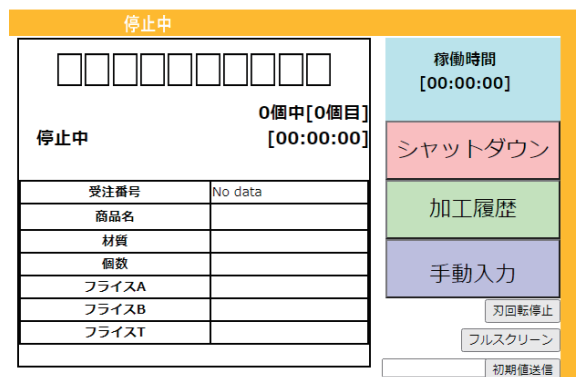 停止中
0個中[0個目]
停止中
[00:00:00]
受注番号 No data
商品名
材質
個数
フライスA
フライスB
フライスT
稼働時間
[00:00:00]
シャットダウン
加工履歴
手動入力
刃回転停止
フルスクリーン
初期値送信